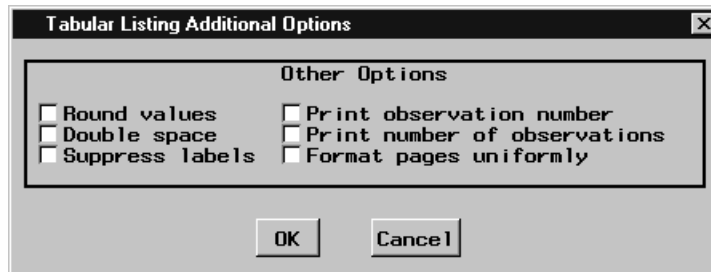 Tabular Listing Additional Options
Other Options
Round values
Print observation number
Double space
Print number of observations
Suppress labels
Format pages uniformly
OK
Cancel